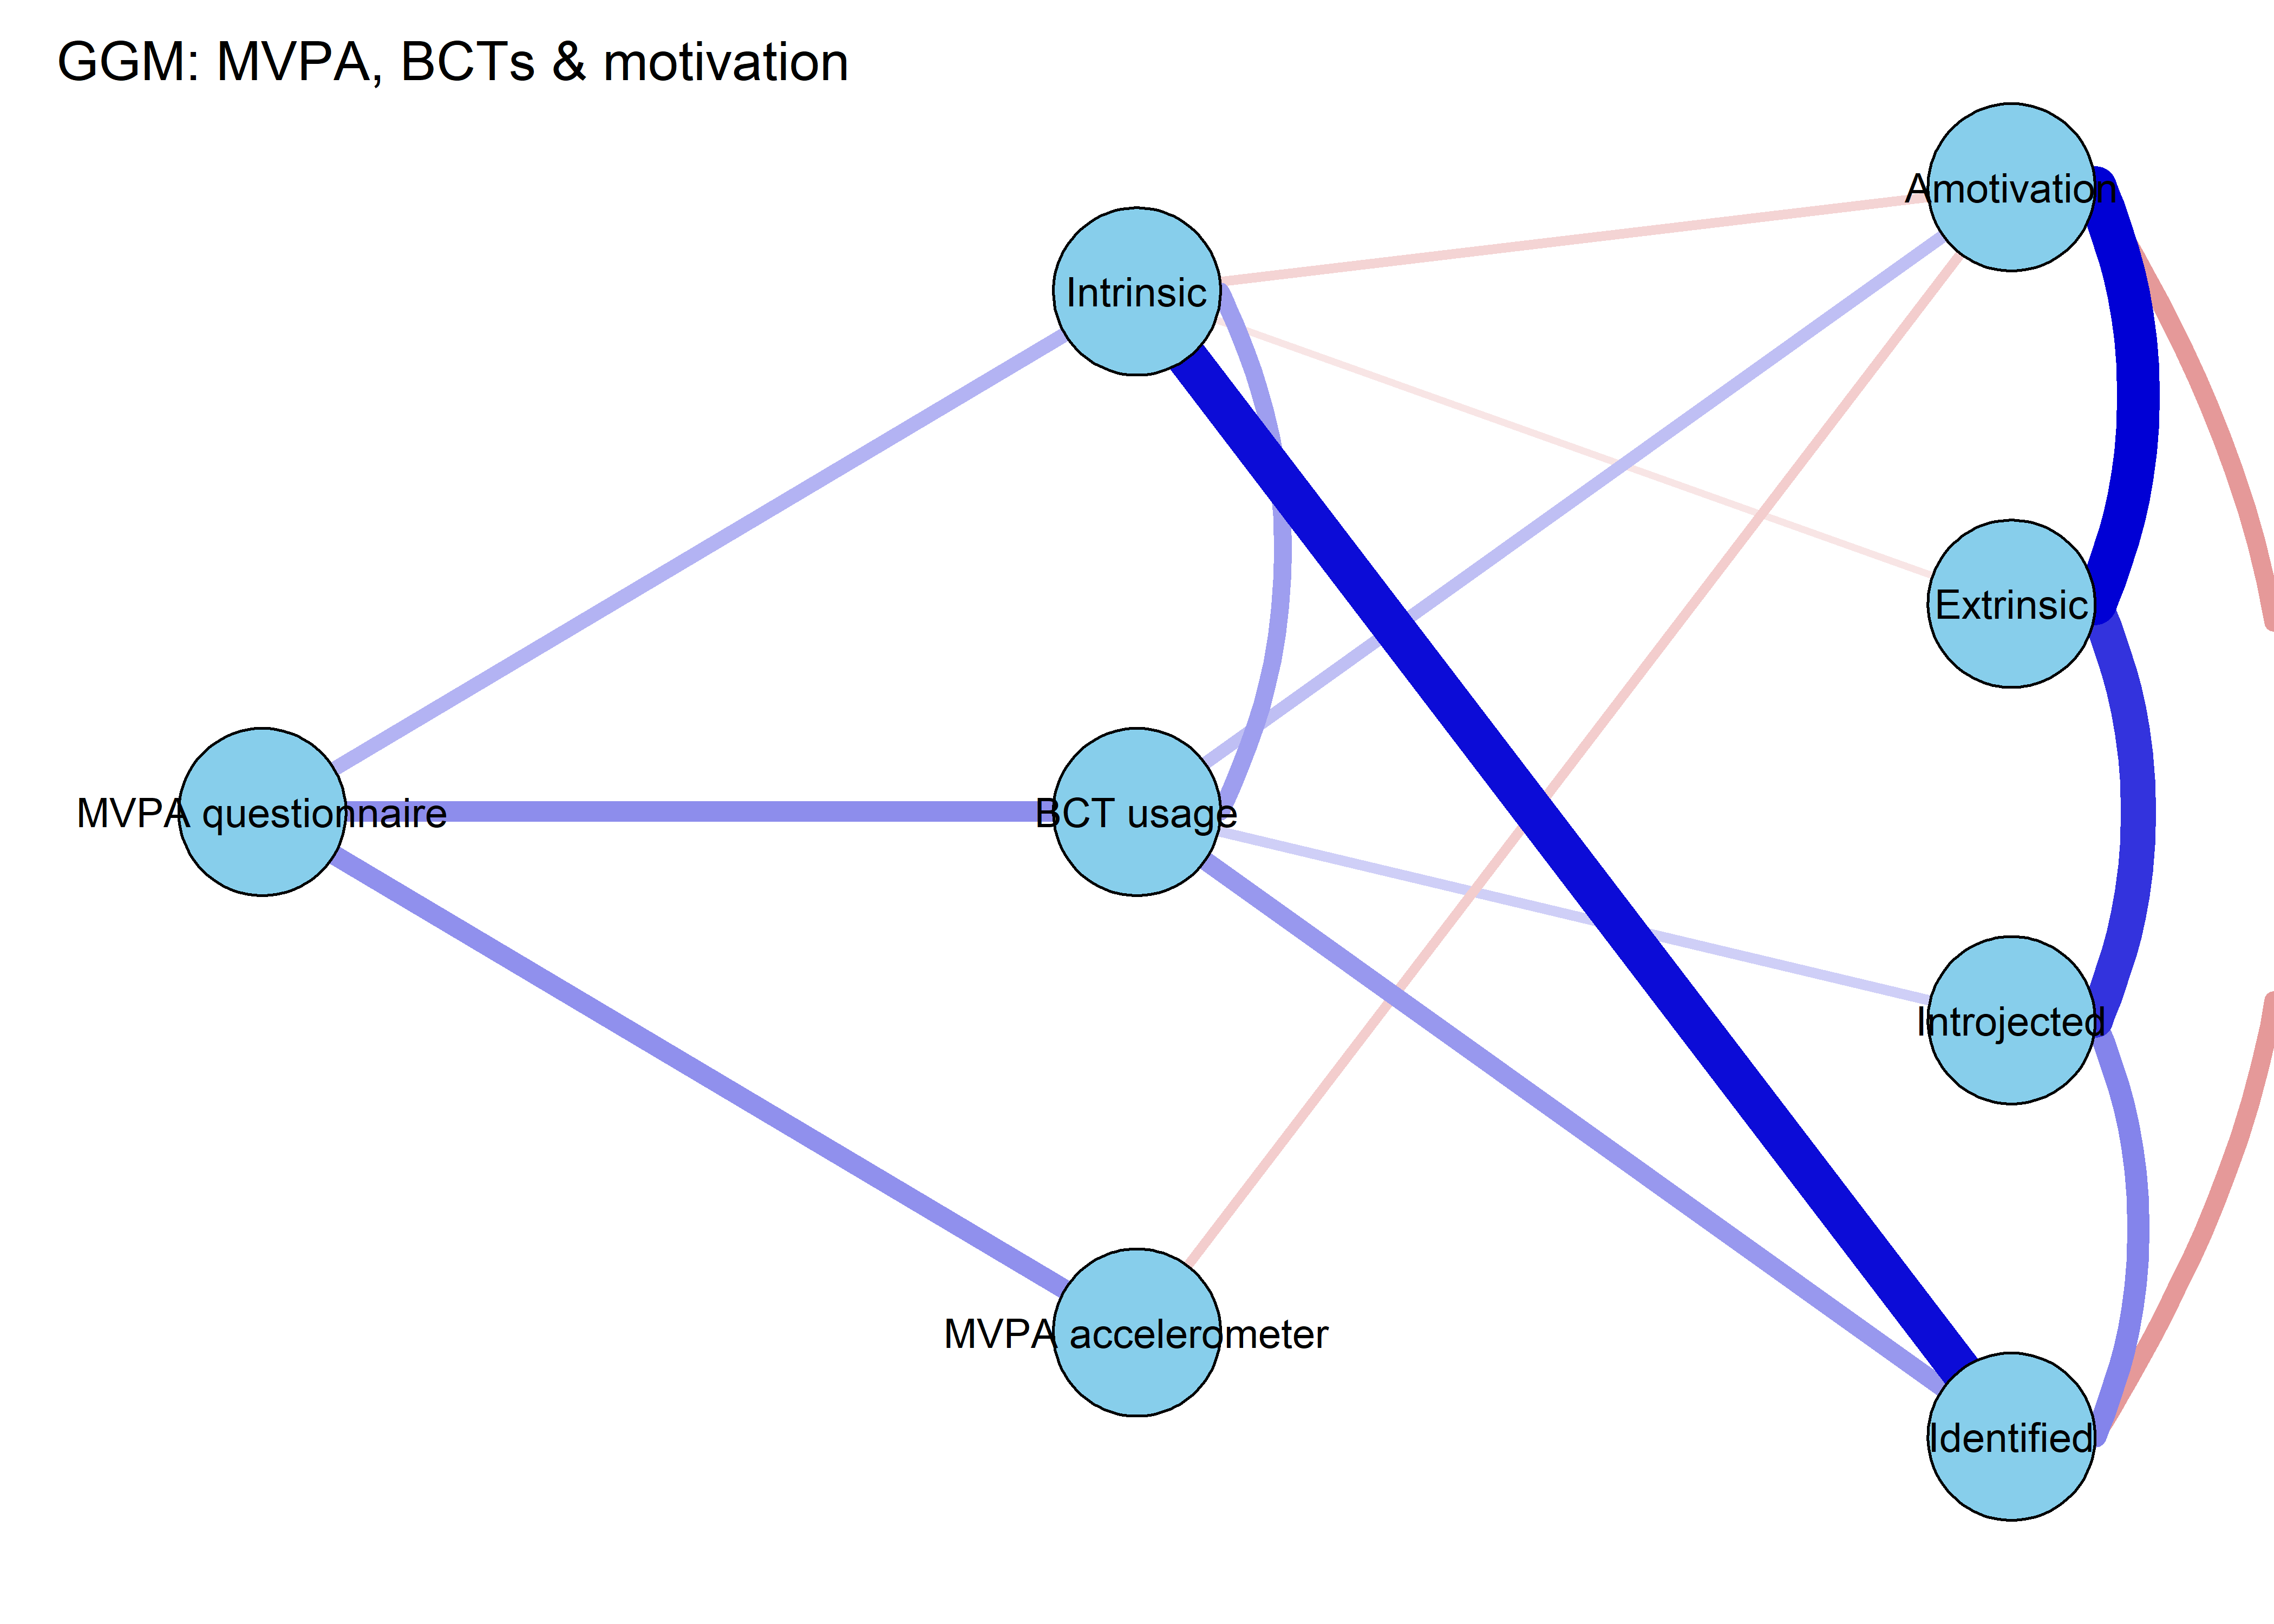 GGM: MVPA, BCTs & motivation
Amotivation
Intrinsic
Extrinsic
MVPA questionnaire
BCT usage
Introjected
MVPA accelerometer
Identified